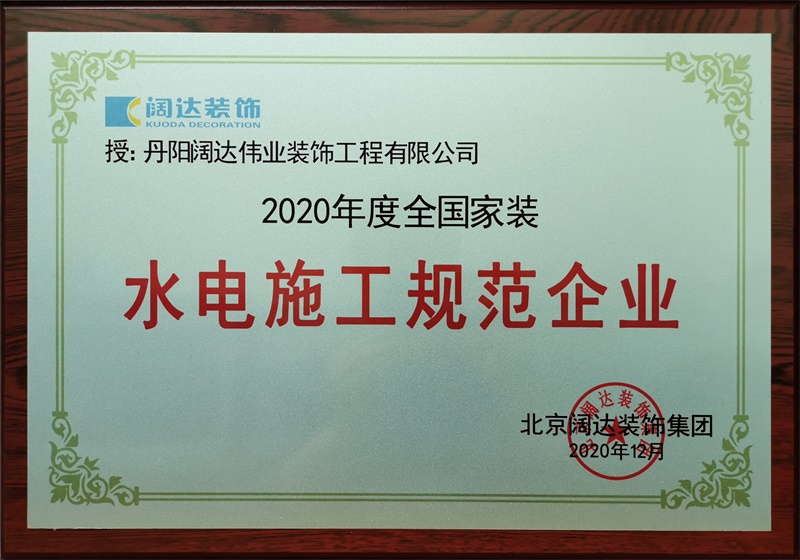 阔达装饰
KUODA DECORATION
授:丹阳阔达伟业装饰工程有限公司
2020年度全国家装
水电施工规范企业
北京阔达装饰集团
2020年12月